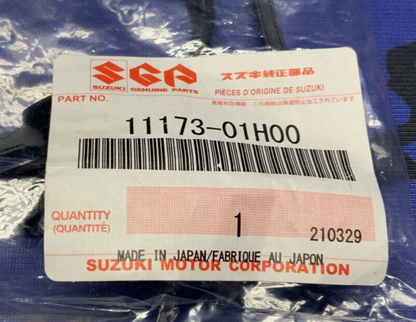 SGP スズキ純正部品
SUZUKI GENUINE PARTS PIÈCES D'ORIGINE DE SUZUKI
PART NO.
11173-01H00
QUANTITY
(QUANTITÉ) 1 210329
MADE IN JAPAN/FABRIQUE AU JAPON
SUZUKI MOTOR CORPORATION